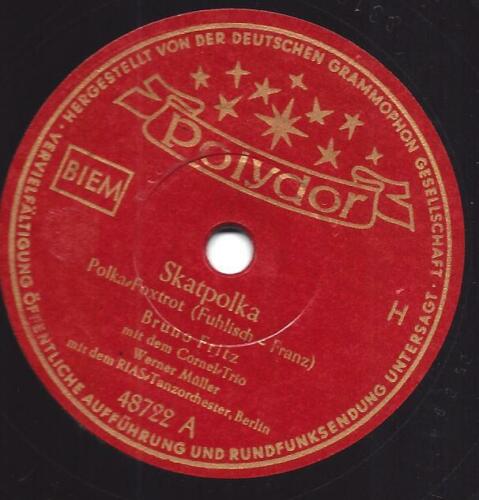 · HERGESTELLT VON DER DEUTSCHEN GRAMMOPHON GESELLSCHAFT ·
VERVIELFÄLTIGUNG ÖFFENTLICHE AUFFÜHRUNG UND RUNDFUNKSENDUNG UNTERSAGT ·
Polydor
BIEM
Skatpolka
Polka-Foxtrot (Fuhlisch - Franz)
H
Bruno Fritz
mit dem Cornel-Trio
Werner Müller
mit dem RIAS-Tanzorchester, Berlin
48722 A